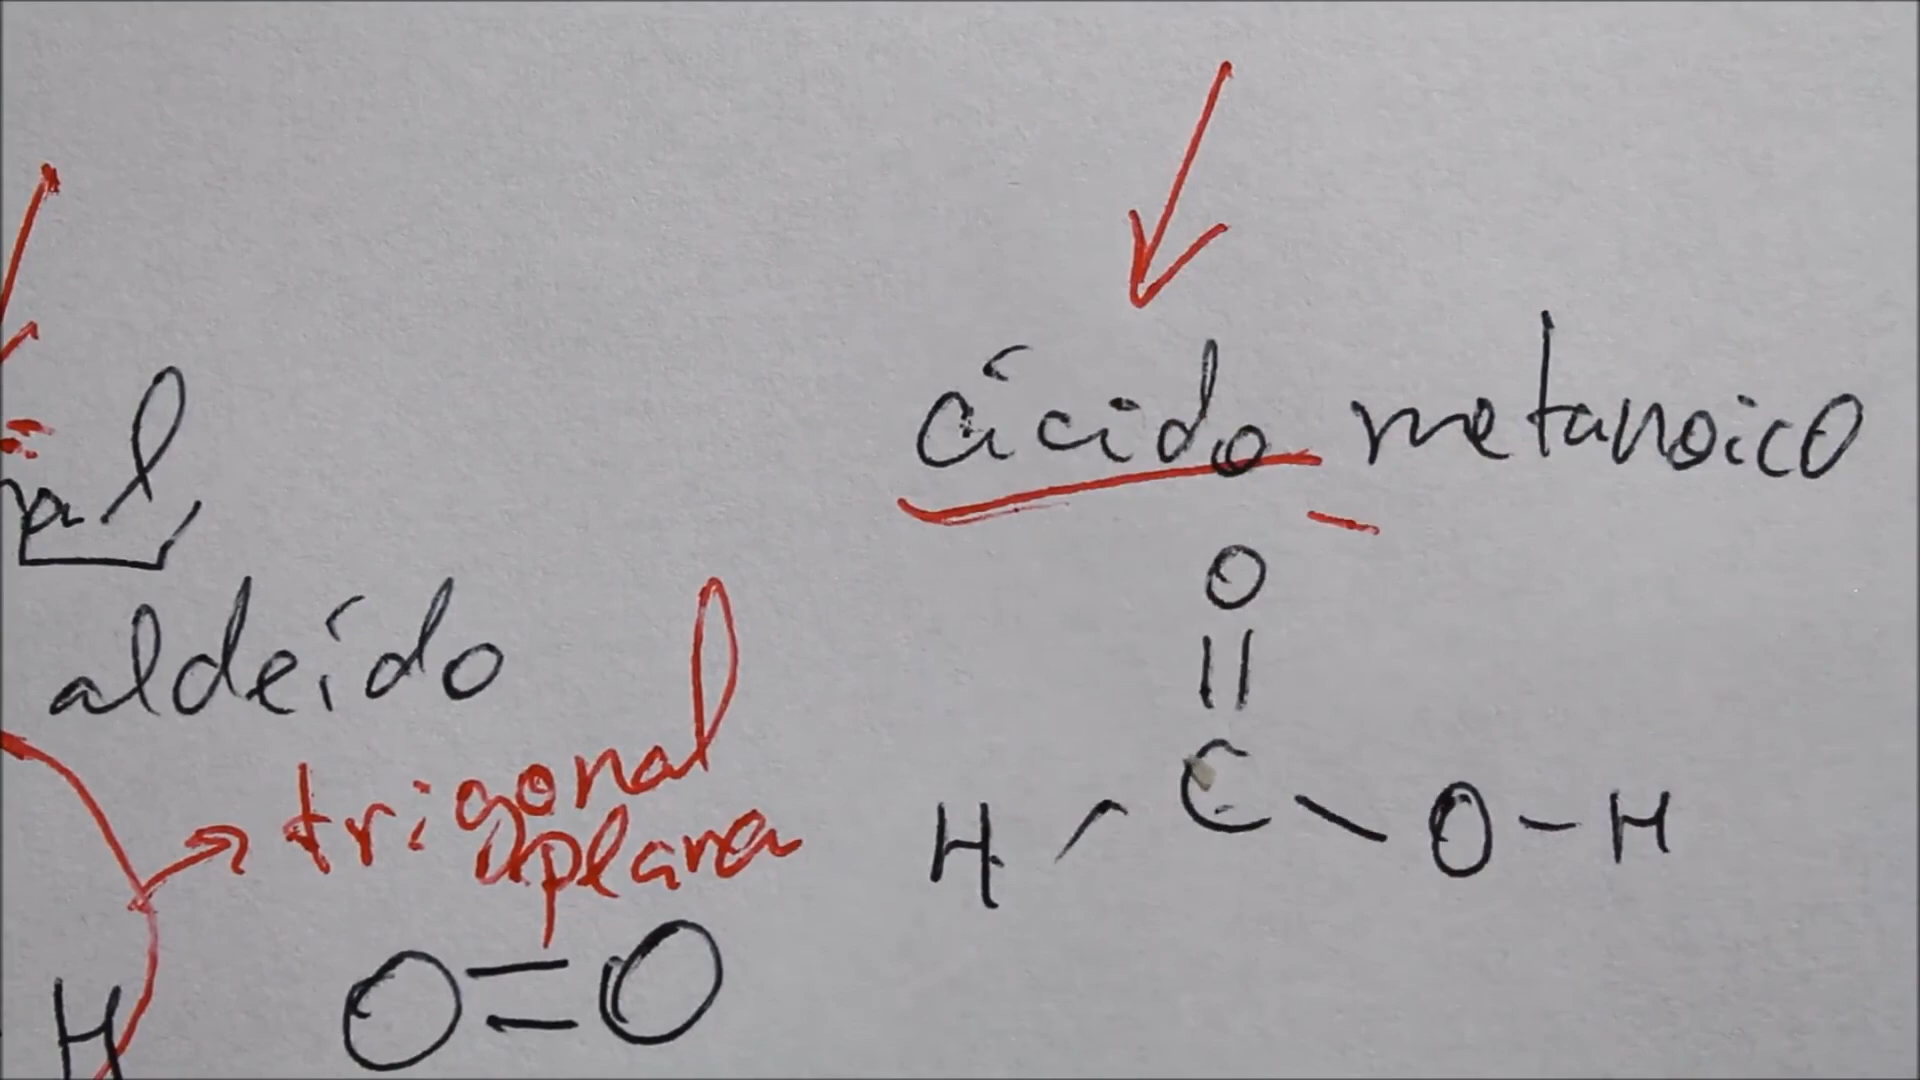 ácido metanoico
al
aldeído
trigonal
plana
O
||
C
H
O-H
O=O
H